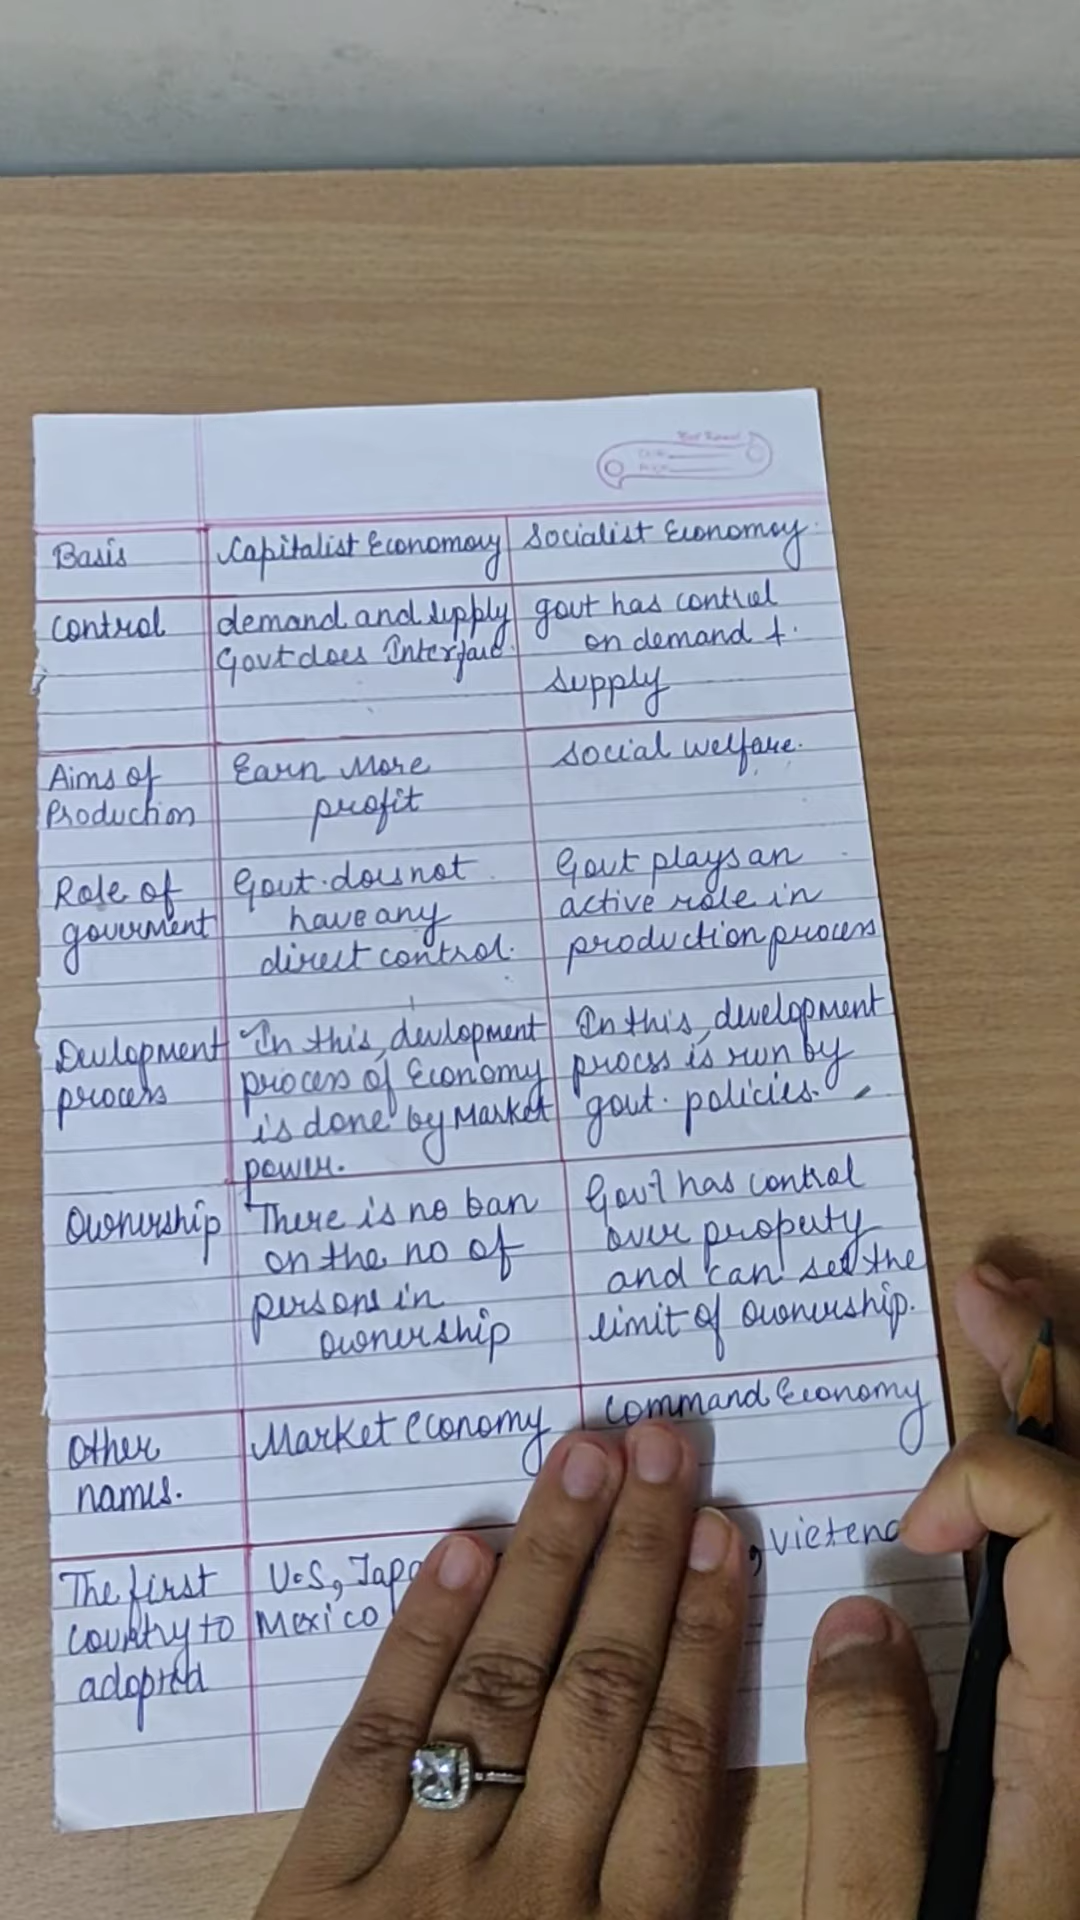 Basis
Capitalist Economoy
Socialist Economoy.
Control
demand and supply
Govt does Interfare.
govt has control
on demand +
supply
Aims of
Production
Earn More
profit
social welfare.
Role of
goverment
Govt. does not
have any
direct control.
Govt plays an
active role in
production process
Devlopment
process
In this, devlopment
process of Economy
is done by Market
power.
In this, development
process is run by
govt. policies.
Ownership
There is no ban
on the no of
persons in
ownership
Govt has control
over property
and can set the
limit of ownership.
Other
names.
Market economy
Command Economy
The first
country to
adopted
U.S, Japa
Mexico
, Vietena